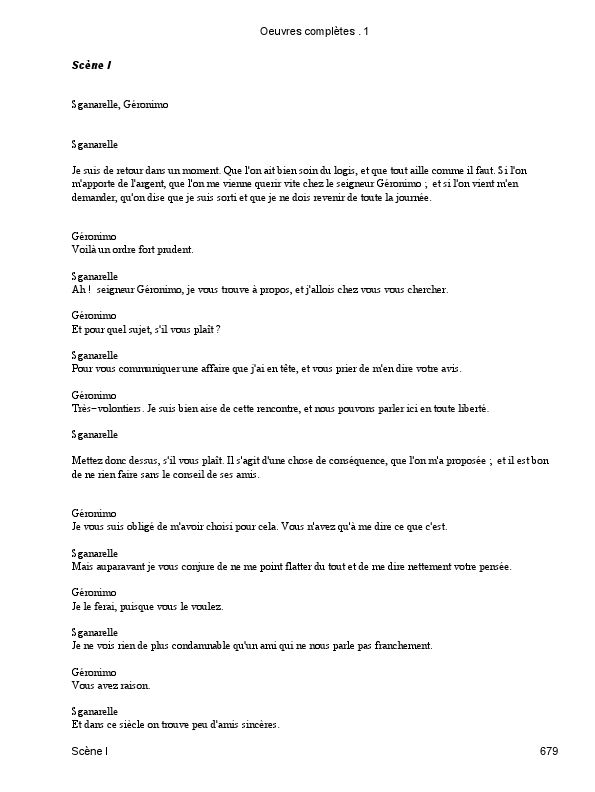 Oeuvres complètes . 1
Scène I
Sganarelle, Géronimo
Sganarelle
Je suis de retour dans un moment. Que l'on ait bien soin du logis, et que tout aille comme il faut. Si l'on
m'apporte de l'argent, que l'on me vienne querir vite chez le seigneur Géronimo ; et si l'on vient m'en
demander, qu'on dise que je suis sorti et que je ne dois revenir de toute la journée.
Géronimo
Voilà un ordre fort prudent.
Sganarelle
Ah ! seigneur Géronimo, je vous trouve à propos, et j'allois chez vous vous chercher.
Géronimo
Et pour quel sujet, s'il vous plaît ?
Sganarelle
Pour vous communiquer une affaire que j'ai en tête, et vous prier de m'en dire votre avis.
Géronimo
Très-volontiers. Je suis bien aise de cette rencontre, et nous pouvons parler ici en toute liberté.
Sganarelle
Mettez donc dessus, s'il vous plaît. Il s'agit d'une chose de conséquence, que l'on m'a proposée ; et il est bon
de ne rien faire sans le conseil de ses amis.
Géronimo
Je vous suis obligé de m'avoir choisi pour cela. Vous n'avez qu'à me dire ce que c'est.
Sganarelle
Mais auparavant je vous conjure de ne me point flatter du tout et de me dire nettement votre pensée.
Géronimo
Je le ferai, puisque vous le voulez.
Sganarelle
Je ne vois rien de plus condamnable qu'un ami qui ne nous parle pas franchement.
Géronimo
Vous avez raison.
Sganarelle
Et dans ce siècle on trouve peu d'amis sincères.
Scène I
679